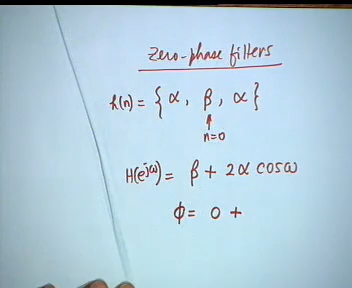 Zero-phase filters
h(n) = { α, β, α }
↑
n=0
H(e^jω) = β + 2α cosω
φ = 0 +